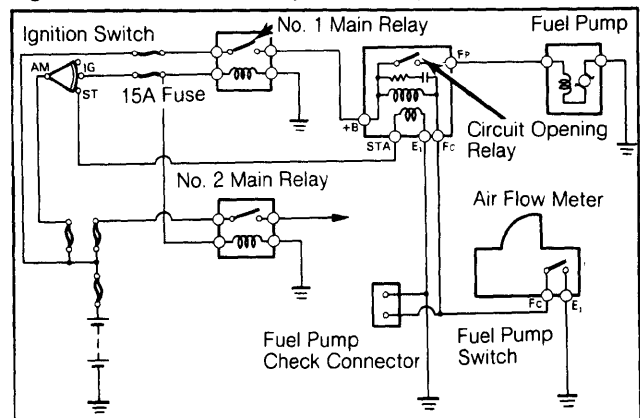 Ignition Switch
No. 1 Main Relay
Fuel Pump
AM
IG
ST
15A Fuse
FP
+B
STA
E1
FC
Circuit Opening
Relay
No. 2 Main Relay
Air Flow Meter
FC
E1
Fuel Pump
Check Connector
Fuel Pump
Switch